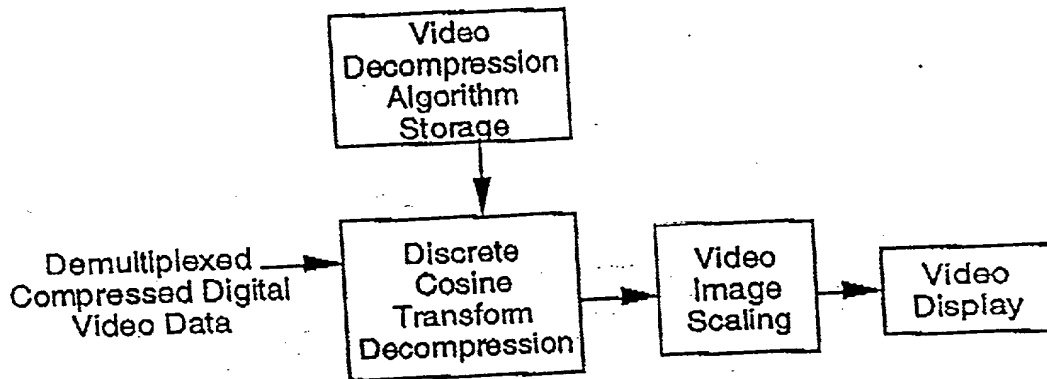 Video
Decompression
Algorithm
Storage
Demultiplexed
Compressed Digital
Video Data
Discrete
Cosine
Transform
Decompression
Video
Image
Scaling
Video
Display